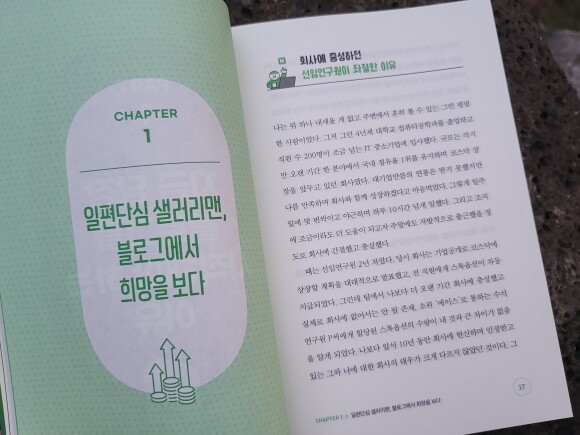 CHAPTER
1
일편단심 샐러리맨,
블로그에서
희망을 보다
회사에 충성하던
선임연구원이 좌절한 이유
나는 뭐 하나 내세울 게 없고 주변에서 흔히 볼 수 있는 그런 평범
한 사람이었다. 그저 그런 4년제 대학교 컴퓨터공학과를 졸업하고
직원 수 200명이 조금 넘는 IT 중소기업에 입사했다. 규모는 작지
만 오랜 기간 한 분야에서 국내 점유율 1위를 유지하며 코스닥 상
장을 앞두고 있던 회사였다. 대기업만큼의 연봉은 받지 못했지만
나름 만족하며 회사와 함께 성장하겠다고 마음먹었다. 그렇게 일주
일에 몇 번씩이고 야근하며 하루 10시간 넘게 일했다. 그리고 조직
에 조금이라도 더 도움이 되고자 주말에도 자발적으로 출근했을 정
도로 회사에 간절했고 충실했다.
때는 선임연구원 2년 차였다. 당시 회사는 기업공개로 코스닥에
상장할 계획을 대대적으로 발표했고, 전 직원에게 스톡옵션이 차등
지급되었다. 그런데 팀에서 나보다 더 오랜 기간 회사에 충성했고
실제로 회사에 없어서는 안 될 존재, 소위 '에이스'로 통하는 수석
연구원 P씨에게 할당된 스톡옵션의 수량이 내 것과 큰 차이가 없음
을 알게 되었다. 나보다 앞서 10년 동안 회사에 헌신하며 인정받고
있는 그와 나에 대한 회사의 대우가 크게 다르지 않았던 것이다. 그
CHAPTER 1 일편단심 샐러리맨, 블로그에서 희망을 보다
17